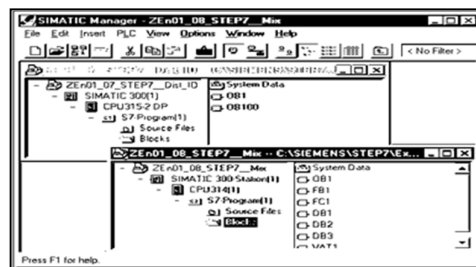 SIMATIC Manager - ZEn01_08_STEP7__Mix
File Edit Insert PLC View Options Window Help
< No Filter >
ZEn01_07_STEP7__Dist_IO
SIMATIC 300(1)
CPU315-2 DP
S7-Program(1)
Source Files
Blocks
System Data
OB1
OB100
ZEn01_08_STEP7__Mix -- C:\SIEMENS\STEP7\Ex...
ZEn01_08_STEP7__Mix
SIMATIC 300-Station(1)
CPU314(1)
S7-Program(1)
Source Files
Blocks
System Data
OB1
FB1
FC1
DB1
DB2
DB3
VAT1
Press F1 for help.